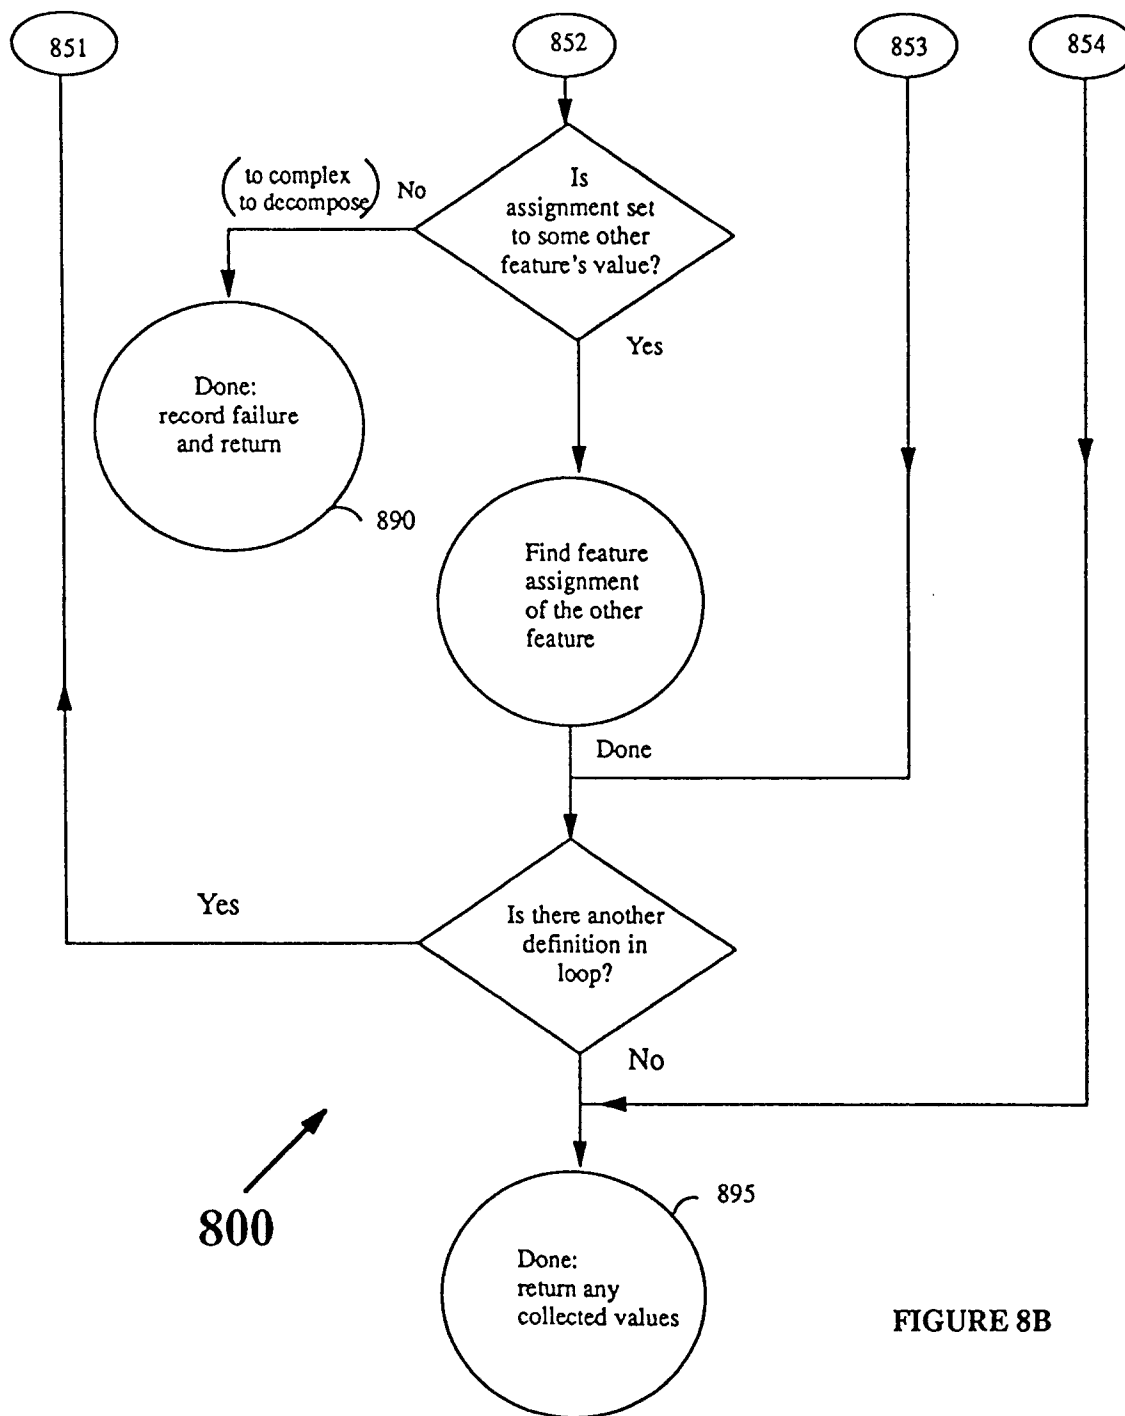 851
852
853
854
Is
assignment set
to some other
feature's value?
(to complex
to decompose)
No
Yes
Done:
record failure
and return
890
Find feature
assignment
of the other
feature
Done
Is there another
definition in
loop?
Yes
No
800
895
Done:
return any
collected values
FIGURE 8B